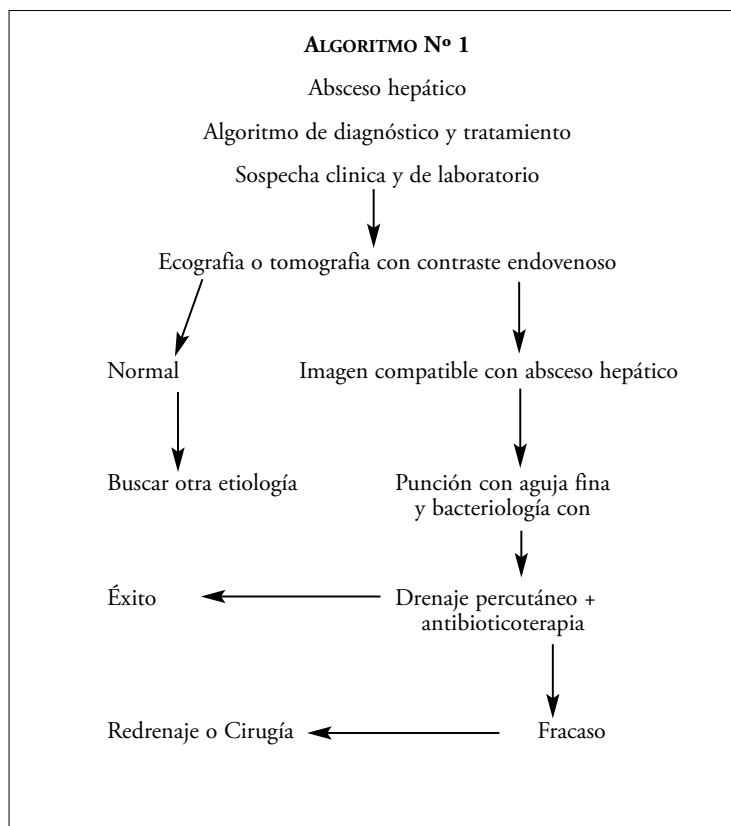 ALGORITMO Nº 1
Absceso hepático
Algoritmo de diagnóstico y tratamiento
Sospecha clinica y de laboratorio
Ecografia o tomografia con contraste endovenoso
Normal
Imagen compatible con absceso hepático
Buscar otra etiología
Punción con aguja fina
y bacteriología con
Éxito
Drenaje percutáneo +
antibioticoterapia
Redrenaje o Cirugía
Fracaso